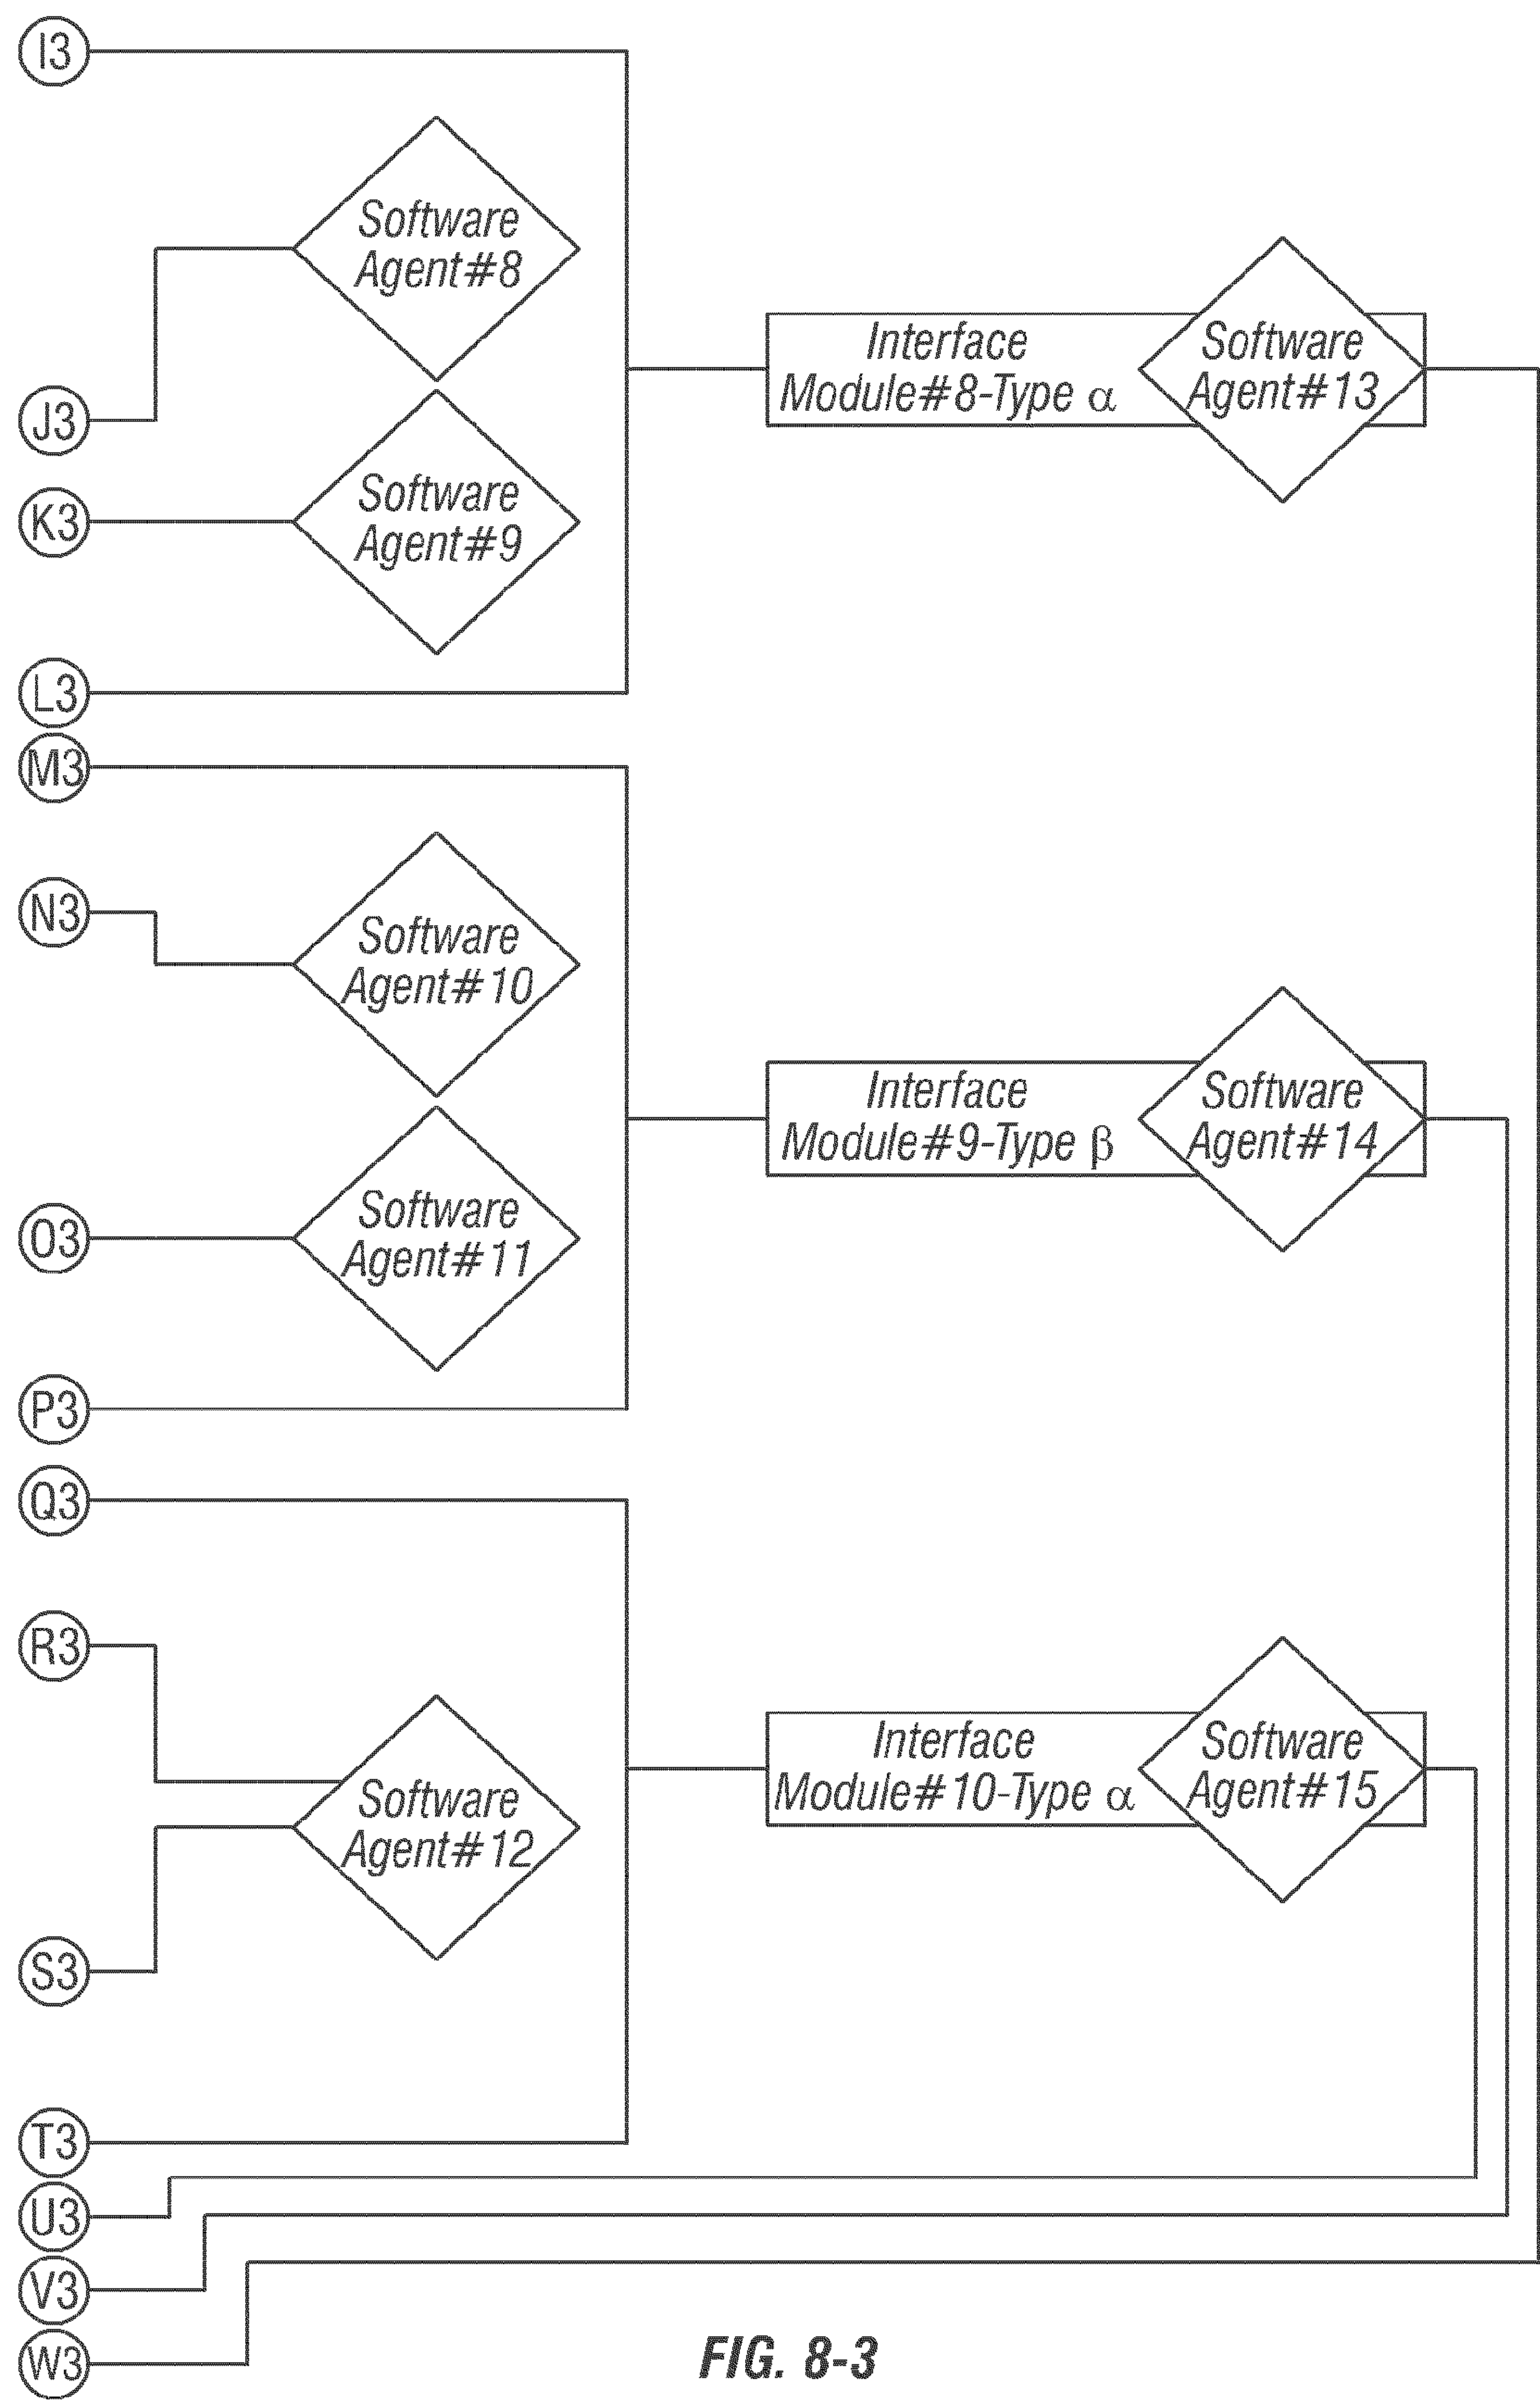 I3
Software
Agent#8
J3
K3
Software
Agent#9
L3
Interface
Module#8-Type α
Software
Agent#13
M3
N3
Software
Agent#10
O3
Software
Agent#11
P3
Interface
Module#9-Type β
Software
Agent#14
Q3
R3
Software
Agent#12
S3
T3
Interface
Module#10-Type α
Software
Agent#15
U3
V3
W3
FIG. 8-3